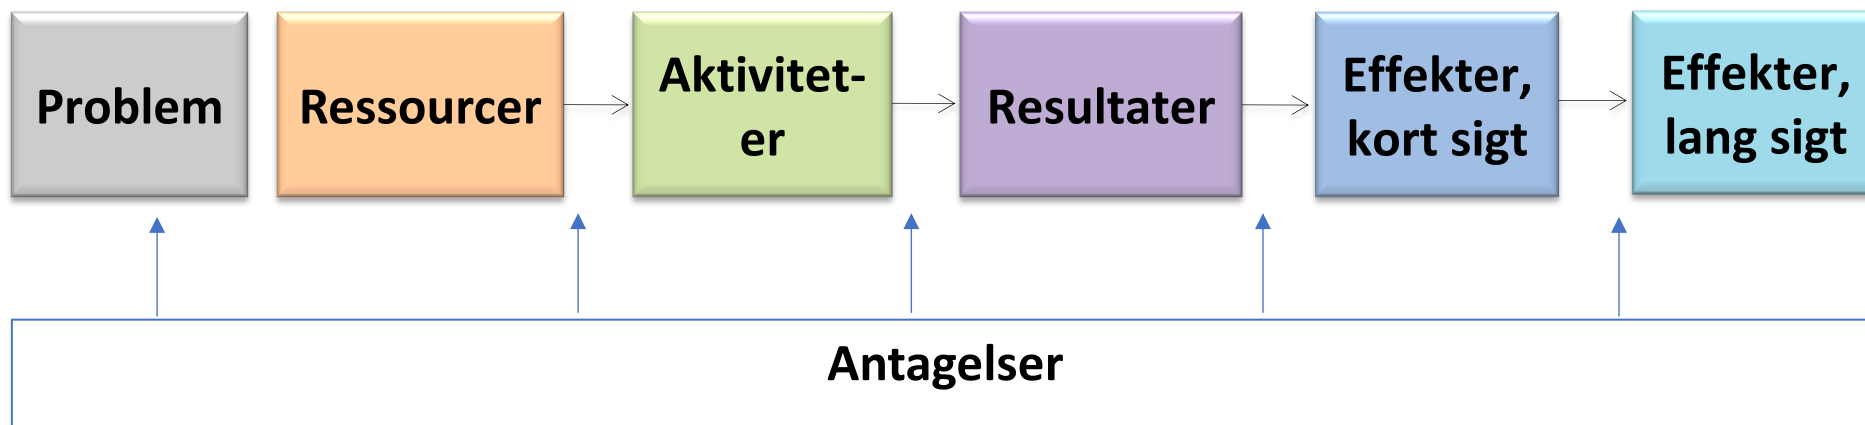 Problem
Ressourcer
Aktivitet-
er
Resultater
Effekter,
kort sigt
Effekter,
lang sigt
Antagelser